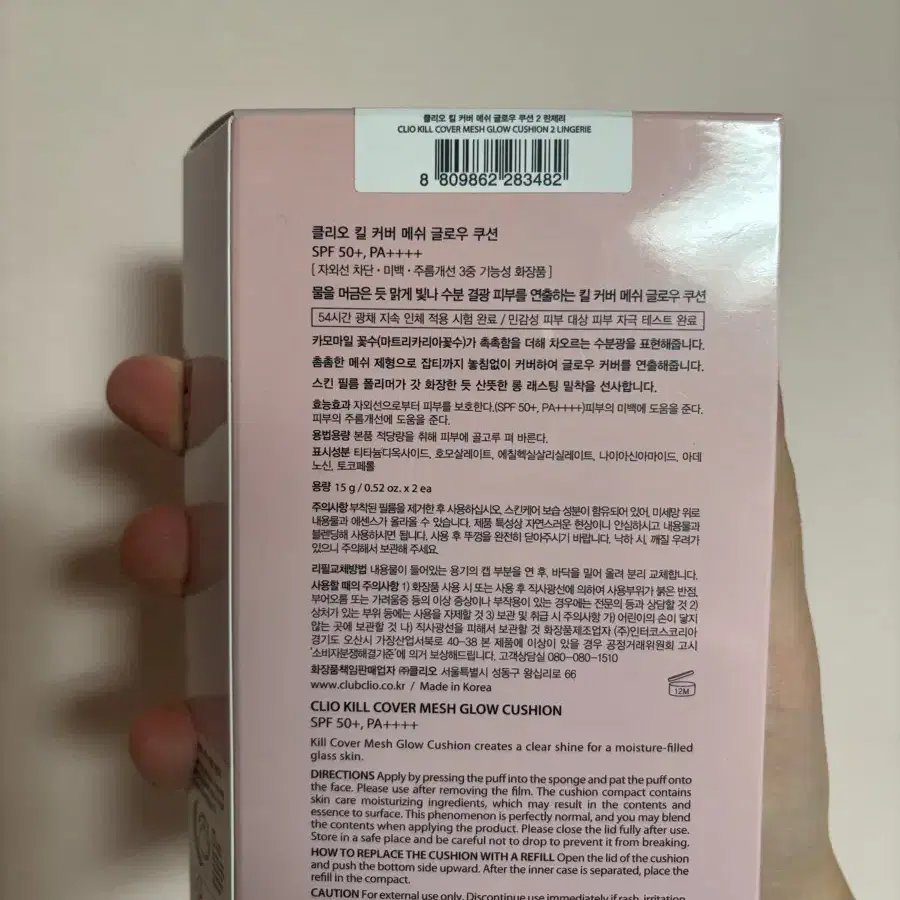 클리오 킬 커버 메쉬 글로우 쿠션 2 란제리
CLIO KILL COVER MESH GLOW CUSHION 2 LINGERIE
8 809862 283482
클리오 킬 커버 메쉬 글로우 쿠션
SPF 50+, PA++++
[ 자외선 차단 · 미백 · 주름개선 3중 기능성 화장품 ]
물을 머금은 듯 맑게 빛나 수분 결광 피부를 연출하는 킬 커버 메쉬 글로우 쿠션
54시간 광채 지속 인체 적용 시험 완료 / 민감성 피부 대상 피부 자극 테스트 완료
카모마일 꽃수(마트리카리아꽃수)가 촉촉함을 더해 차오르는 수분광을 표현해줍니다.
촘촘한 메쉬 제형으로 잡티까지 놓침없이 커버하여 글로우 커버를 연출해줍니다.
스킨 필름 폴리머가 갓 화장한 듯 산뜻한 롱 래스팅 밀착을 선사합니다.
효능효과 자외선으로부터 피부를 보호한다.(SPF 50+, PA++++)피부의 미백에 도움을 준다.
피부의 주름개선에 도움을 준다.
용법용량 본품 적당량을 취해 피부에 골고루 펴 바른다.
표시성분 티타늄디옥사이드, 호모살레이트, 에칠헥실살리실레이트, 나이아신아마이드, 아데
노신, 토코페롤
용량 15 g / 0.52 oz. x 2 ea
주의사항 부착된 필름을 제거한 후 사용하십시오. 스킨케어 보습 성분이 함유되어 있어, 미세망 위로
내용물과 에센스가 올라올 수 있습니다. 제품 특성상 자연스러운 현상이니 안심하시고 내용물과
블렌딩해 사용하시면 됩니다. 사용 후 뚜껑을 완전히 닫아주시기 바랍니다. 낙하 시, 깨질 우려가
있으니 주의해서 보관해 주세요.
리필교체방법 내용물이 들어있는 용기의 캡 부분을 연 후, 바닥을 밀어 올려 분리 교체합니다.
사용할 때의 주의사항 1) 화장품 사용 시 또는 사용 후 직사광선에 의하여 사용부위가 붉은 반점,
부어오름 또는 가려움증 등의 이상 증상이나 부작용이 있는 경우에는 전문의 등과 상담할 것 2)
상처가 있는 부위 등에는 사용을 자제할 것 3) 보관 및 취급 시 주의사항 가) 어린이의 손이 닿지
않는 곳에 보관할 것 나) 직사광선을 피해서 보관할 것 화장품제조업자 (주)인터코스코리아
경기도 오산시 가장산업서북로 40-38 본 제품에 이상이 있을 경우 공정거래위원회 고시
'소비자분쟁해결기준'에 의거 보상해드립니다. 고객상담실 080-080-1510
화장품책임판매업자 ㈜클리오 서울특별시 성동구 왕십리로 66
www.clubclio.co.kr / Made in Korea
12M
CLIO KILL COVER MESH GLOW CUSHION
SPF 50+, PA++++
Kill Cover Mesh Glow Cushion creates a clear shine for a moisture-filled
glass skin.
DIRECTIONS Apply by pressing the puff into the sponge and pat the puff onto
the face. Please use after removing the film. The cushion compact contains
skin care moisturizing ingredients, which may result in the contents and
essence to surface. This phenomenon is perfectly normal, and you may blend
the contents when applying the product. Please close the lid fully after use.
Store in a safe place and be careful not to drop to prevent it from breaking.
HOW TO REPLACE THE CUSHION WITH A REFILL Open the lid of the cushion
and push the bottom side upward. After the inner case is separated, place the
refill in the compact.
CAUTION For external use only. Discontinue use immediately if rash, irritation